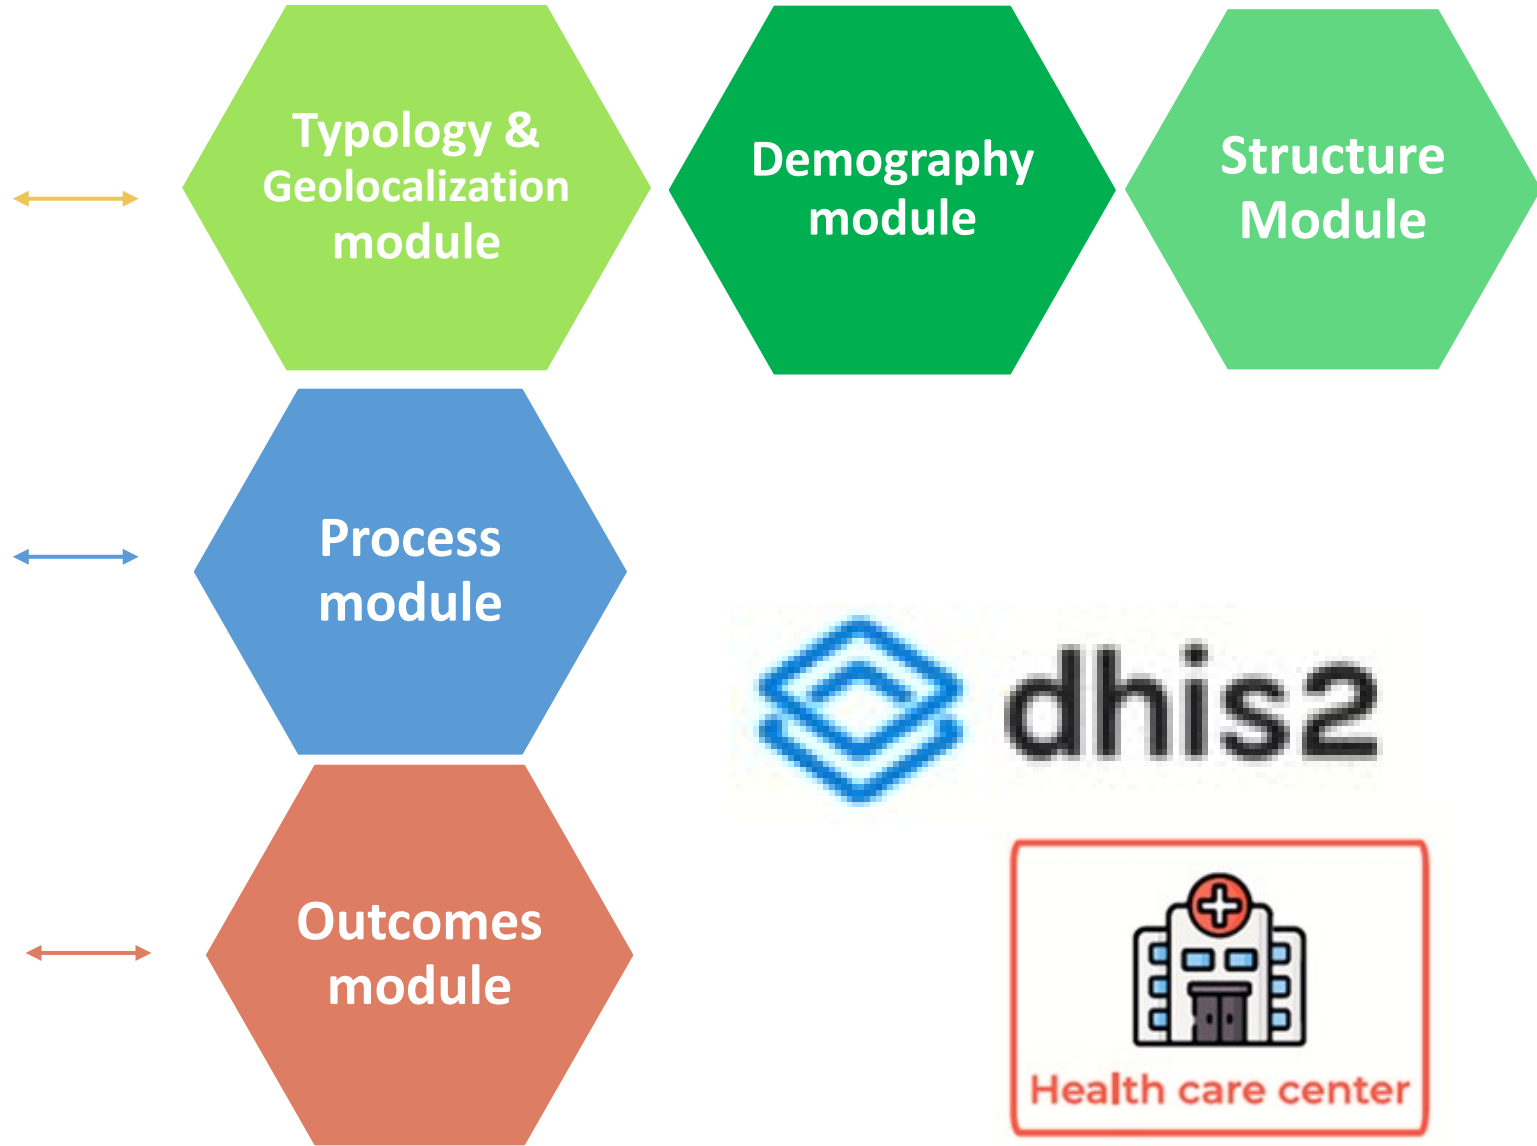 Typology &
Geolocalization
module
Demography
module
Structure
Module
Process
module
dhis2
Outcomes
module
Health care center